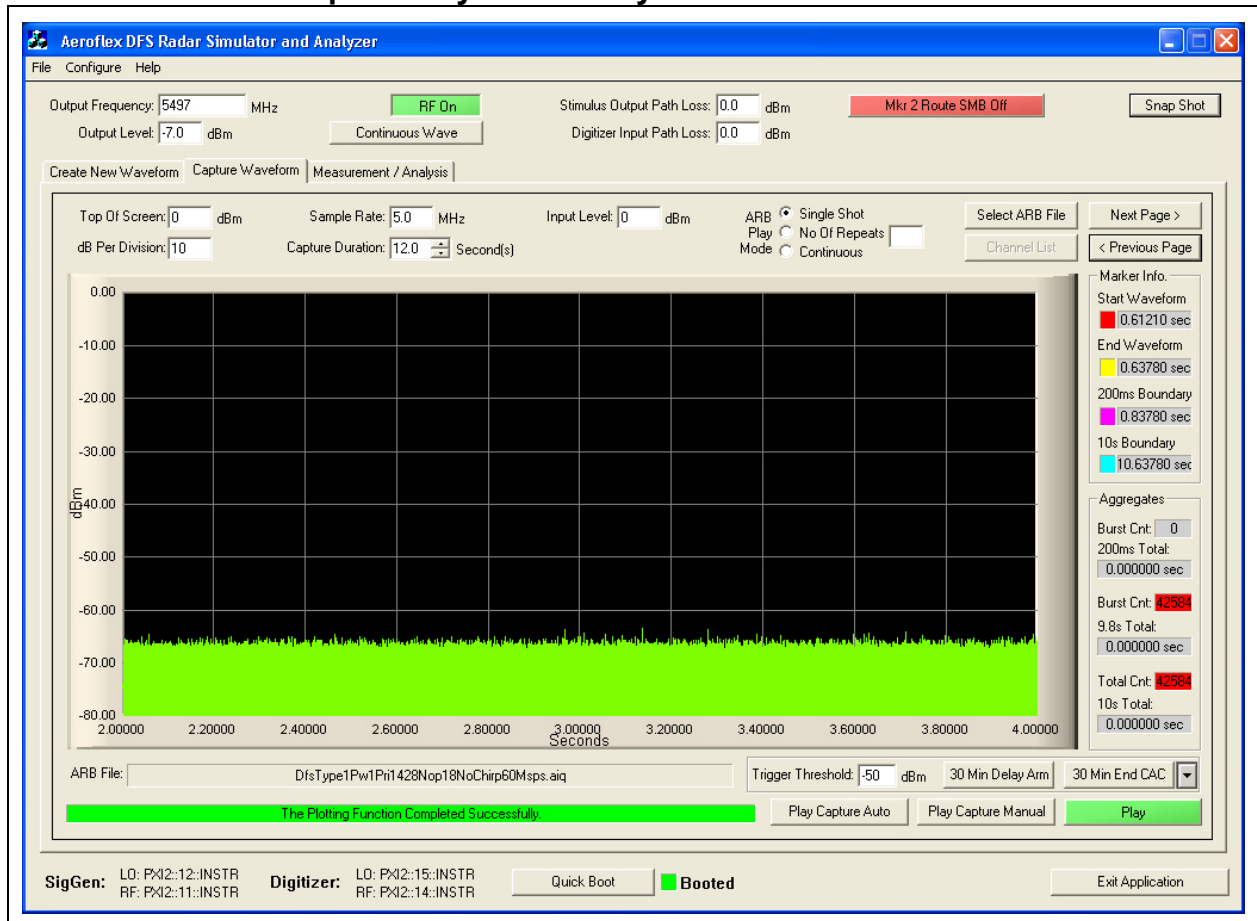 Aeroflex DFS Radar Simulator and Analyzer
File Configure Help
Output Frequency: 5497 MHz
RF On
Stimulus Output Path Loss: 0.0 dBm
Mkr 2 Route SMB Off
Snap Shot
Output Level: -7.0 dBm
Continuous Wave
Digitizer Input Path Loss: 0.0 dBm
Create New Waveform Capture Waveform Measurement / Analysis
Top Of Screen: 0 dBm
Sample Rate: 5.0 MHz
Input Level: 0 dBm
ARB Play Mode
Single Shot
No Of Repeats
Continuous
Select ARB File
Next Page >
dB Per Division: 10
Capture Duration: 12.0 Second(s)
Channel List
< Previous Page
0.00
-10.00
-20.00
-30.00
-40.00
-50.00
-60.00
-70.00
-80.00
dBm
2.00000 2.20000 2.40000 2.60000 2.80000 3.00000 3.20000 3.40000 3.60000 3.80000 4.00000
Seconds
Marker Info.
Start Waveform
0.61210 sec
End Waveform
0.63780 sec
200ms Boundary
0.83780 sec
10s Boundary
10.63780 sec
Aggregates
Burst Cnt: 0
200ms Total:
0.000000 sec
Burst Cnt: 42584
9.8s Total:
0.000000 sec
Total Cnt: 42584
10s Total:
0.000000 sec
ARB File: DfsType1Pw1Pri1428Nop18NoChirp60Msps.aiq
Trigger Threshold: -50 dBm
30 Min Delay Arm
30 Min End CAC
The Plotting Function Completed Successfully.
Play Capture Auto
Play Capture Manual
Play
SigGen: LO: PXI2::12::INSTR
RF: PXI2::11::INSTR
Digitizer: LO: PXI2::15::INSTR
RF: PXI2::14::INSTR
Quick Boot
Booted
Exit Application